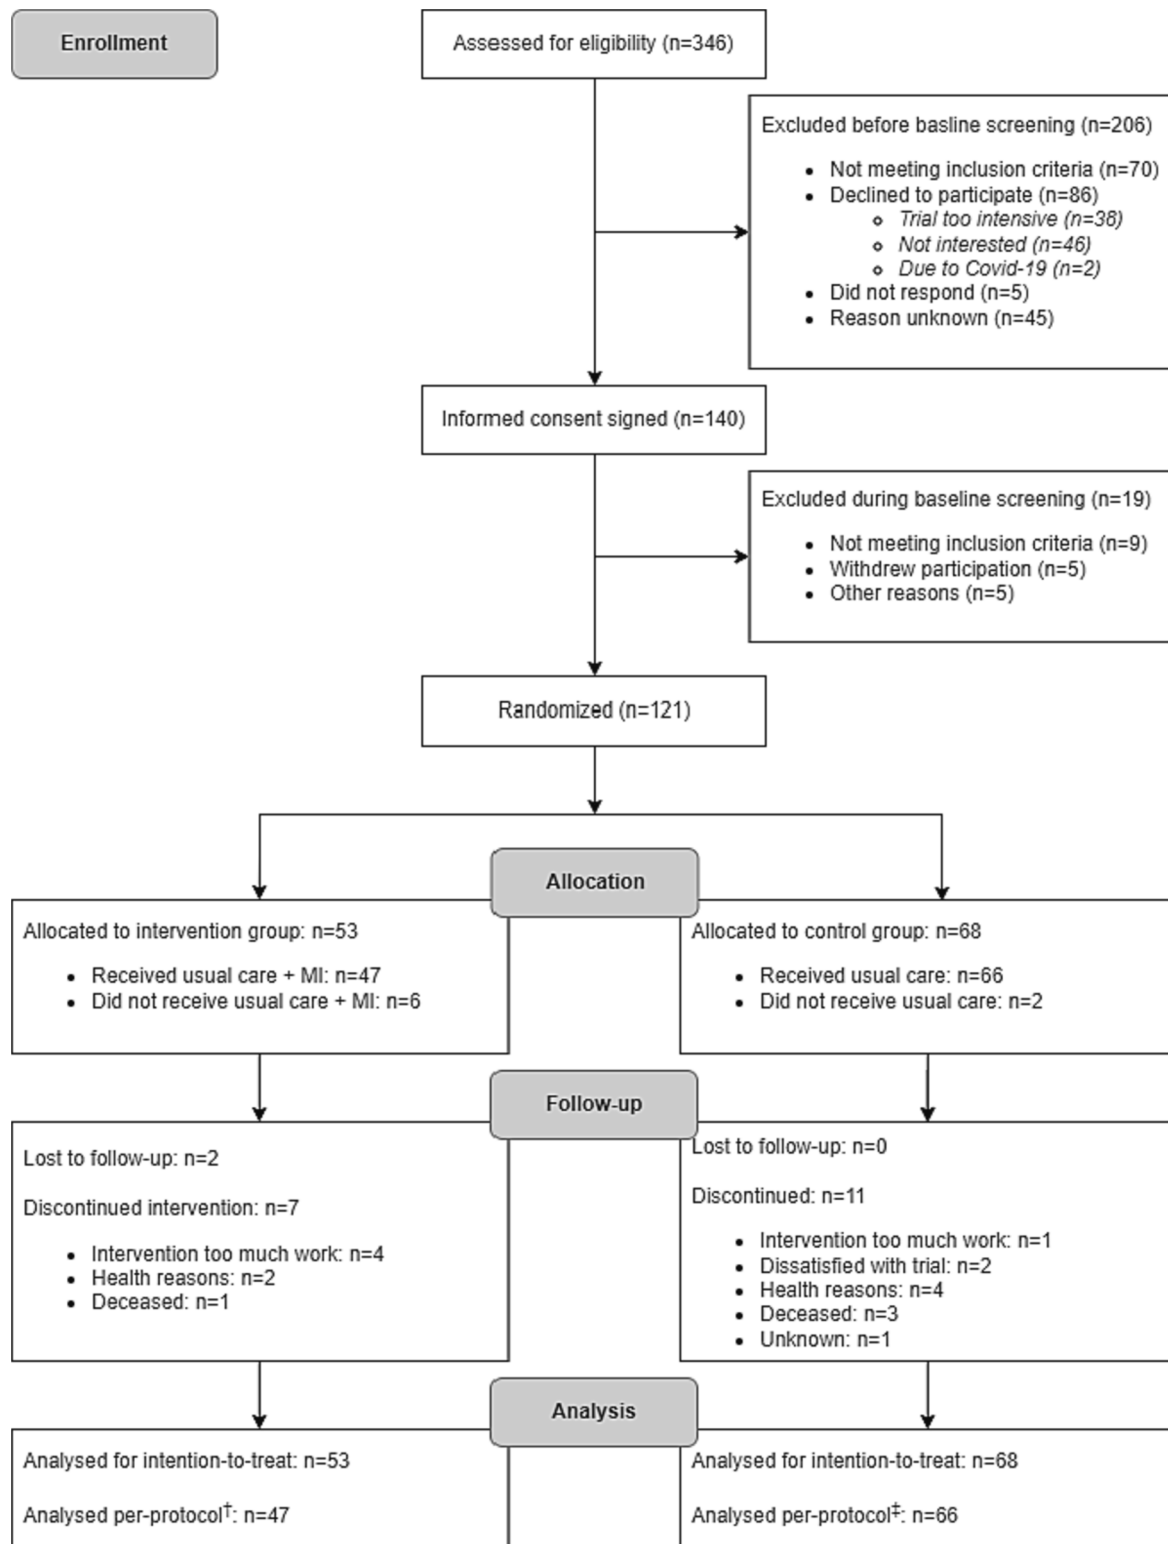 Enrollment
Assessed for eligibility (n=346)
Excluded before basline screening (n=206)
• Not meeting inclusion criteria (n=70)
• Declined to participate (n=86)
Trial too intensive (n=38)
Not interested (n=46)
Due to Covid-19 (n=2)
• Did not respond (n=5)
• Reason unknown (n=45)
Informed consent signed (n=140)
Excluded during baseline screening (n=19)
• Not meeting inclusion criteria (n=9)
• Withdrew participation (n=5)
• Other reasons (n=5)
Randomized (n=121)
Allocation
Allocated to intervention group: n=53
• Received usual care + MI: n=47
• Did not receive usual care + MI: n=6
Allocated to control group: n=68
• Received usual care: n=66
• Did not receive usual care: n=2
Follow-up
Lost to follow-up: n=2
Discontinued intervention: n=7
• Intervention too much work: n=4
• Health reasons: n=2
• Deceased: n=1
Lost to follow-up: n=0
Discontinued: n=11
• Intervention too much work: n=1
• Dissatisfied with trial: n=2
• Health reasons: n=4
• Deceased: n=3
• Unknown: n=1
Analysis
Analysed for intention-to-treat: n=53
Analysed per-protocol†: n=47
Analysed for intention-to-treat: n=68
Analysed per-protocol‡: n=66